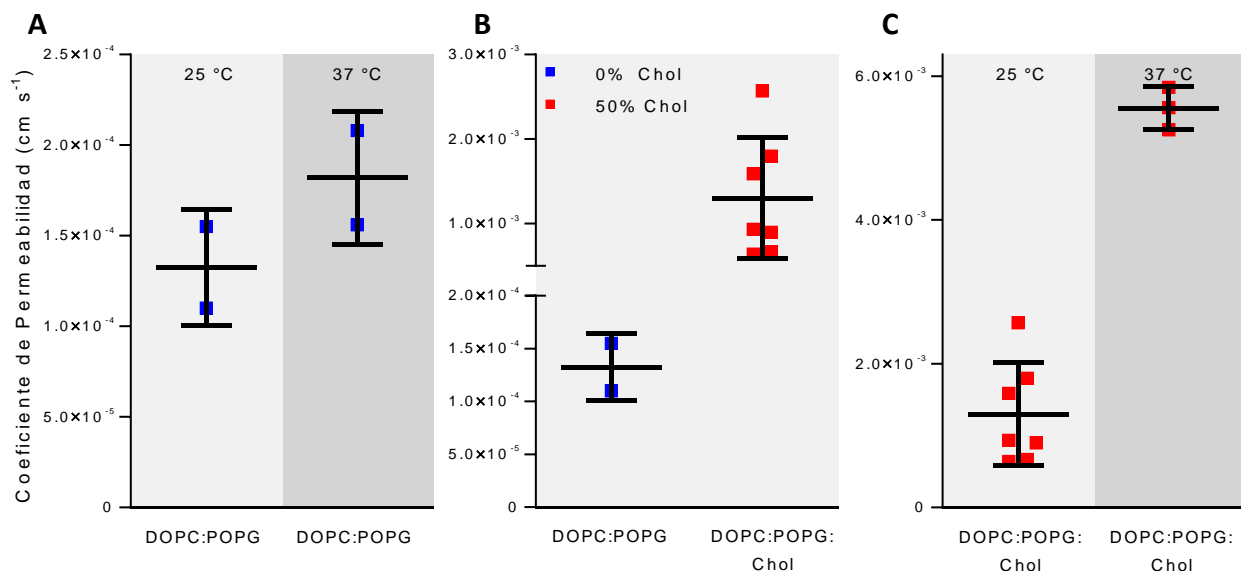 A
B
C
Coeficiente de Permeabilidad (cm s⁻¹)
2.5×10⁻⁴
2.0×10⁻⁴
1.5×10⁻⁴
1.0×10⁻⁴
5.0×10⁻⁵
0
25 °C
37 °C
DOPC:POPG
DOPC:POPG
3.0×10⁻³
2.0×10⁻³
1.0×10⁻³
2.0×10⁻⁴
1.5×10⁻⁴
1.0×10⁻⁴
5.0×10⁻⁵
0
0% Chol
50% Chol
DOPC:POPG
DOPC:POPG:
Chol
6.0×10⁻³
4.0×10⁻³
2.0×10⁻³
0
25 °C
37 °C
DOPC:POPG:
Chol
DOPC:POPG:
Chol